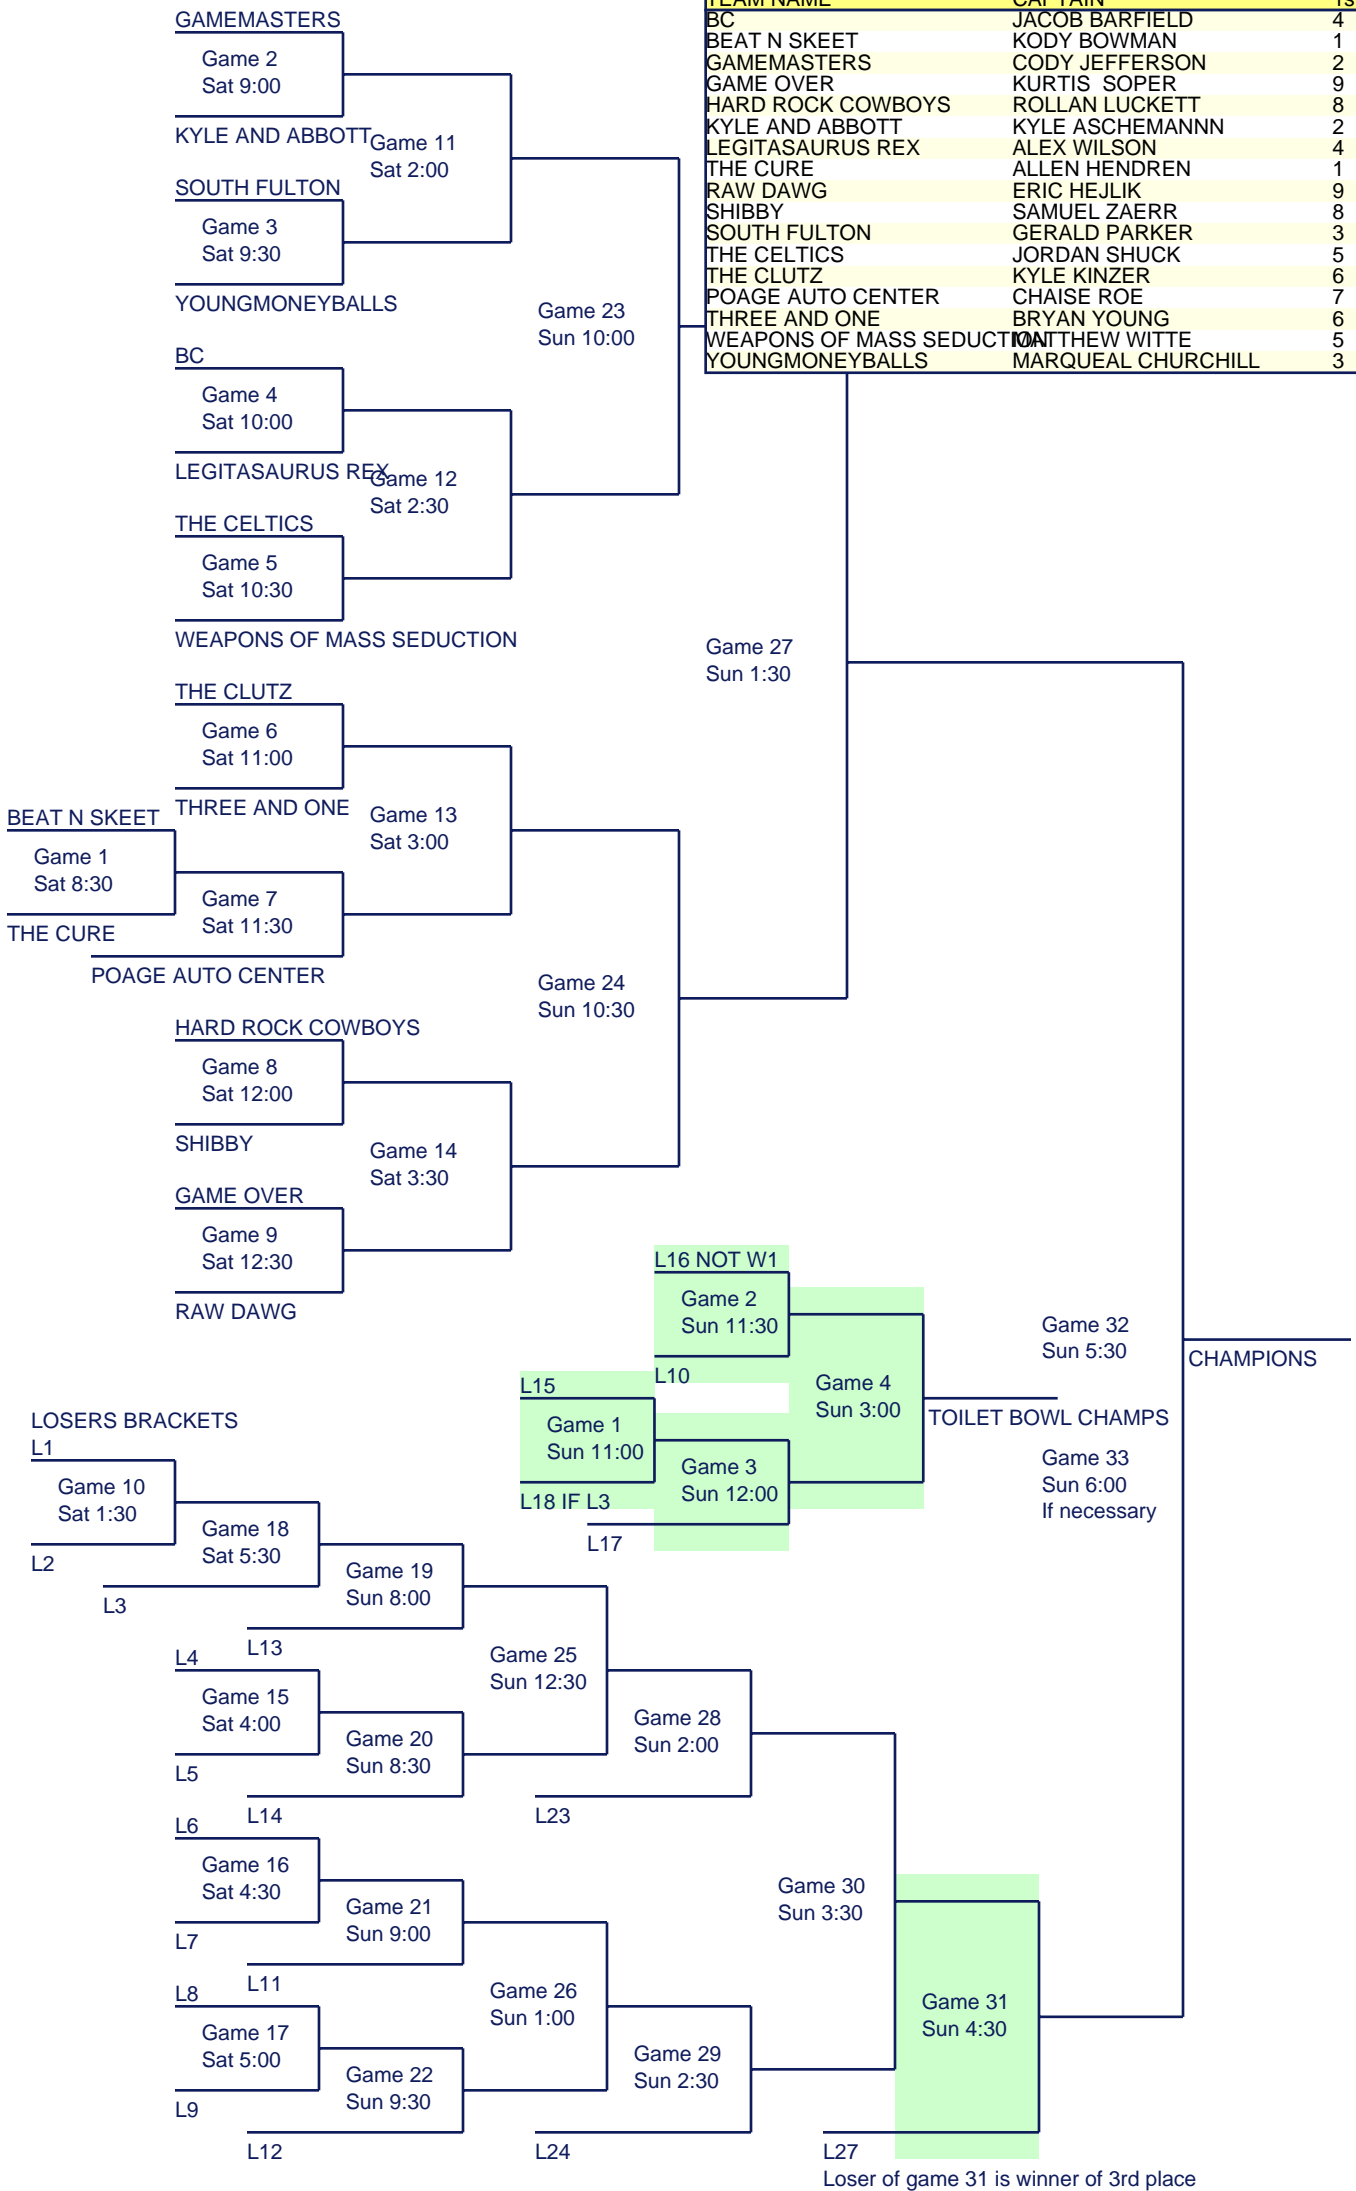 TEAM NAME CAPTAIN
BC JACOB BARFIELD 4
BEAT N SKEET KODY BOWMAN 1
GAMEMASTERS CODY JEFFERSON 2
GAME OVER KURTIS SOPER 9
HARD ROCK COWBOYS ROLLAN LUCKETT 8
KYLE AND ABBOTT KYLE ASCHEMANNN 2
LEGITASAURUS REX ALEX WILSON 4
THE CURE ALLEN HENDREN 1
RAW DAWG ERIC HEJLIK 9
SHIBBY SAMUEL ZAERR 8
SOUTH FULTON GERALD PARKER 3
THE CELTICS JORDAN SHUCK 5
THE CLUTZ KYLE KINZER 6
POAGE AUTO CENTER CHAISE ROE 7
THREE AND ONE BRYAN YOUNG 6
WEAPONS OF MASS SEDUCTION MATTHEW WITTE 5
YOUNGMONEYBALLS MARQUEAL CHURCHILL 3
GAMEMASTERS
Game 2
Sat 9:00
KYLE AND ABBOTT
Game 11
Sat 2:00
SOUTH FULTON
Game 3
Sat 9:30
YOUNGMONEYBALLS
Game 23
Sun 10:00
BC
Game 4
Sat 10:00
LEGITASAURUS REX
Game 12
Sat 2:30
THE CELTICS
Game 5
Sat 10:30
WEAPONS OF MASS SEDUCTION
Game 27
Sun 1:30
THE CLUTZ
Game 6
Sat 11:00
THREE AND ONE
Game 13
Sat 3:00
BEAT N SKEET
Game 1
Sat 8:30
THE CURE
Game 7
Sat 11:30
POAGE AUTO CENTER
Game 24
Sun 10:30
HARD ROCK COWBOYS
Game 8
Sat 12:00
SHIBBY
Game 14
Sat 3:30
GAME OVER
Game 9
Sat 12:30
RAW DAWG
L16 NOT W1
Game 2
Sun 11:30
L10
L15
Game 1
Sun 11:00
L18 IF L3
Game 3
Sun 12:00
L17
Game 4
Sun 3:00
TOILET BOWL CHAMPS
Game 32
Sun 5:30
CHAMPIONS
Game 33
Sun 6:00
If necessary
LOSERS BRACKETS
L1
Game 10
Sat 1:30
L2
Game 18
Sat 5:30
L3
Game 19
Sun 8:00
L13
L4
Game 15
Sat 4:00
L5
Game 20
Sun 8:30
L14
Game 25
Sun 12:30
Game 28
Sun 2:00
L23
L6
Game 16
Sat 4:30
L7
Game 21
Sun 9:00
L11
L8
Game 17
Sat 5:00
L9
Game 22
Sun 9:30
L12
Game 26
Sun 1:00
Game 29
Sun 2:30
L24
Game 30
Sun 3:30
Game 31
Sun 4:30
L27
Loser of game 31 is winner of 3rd place